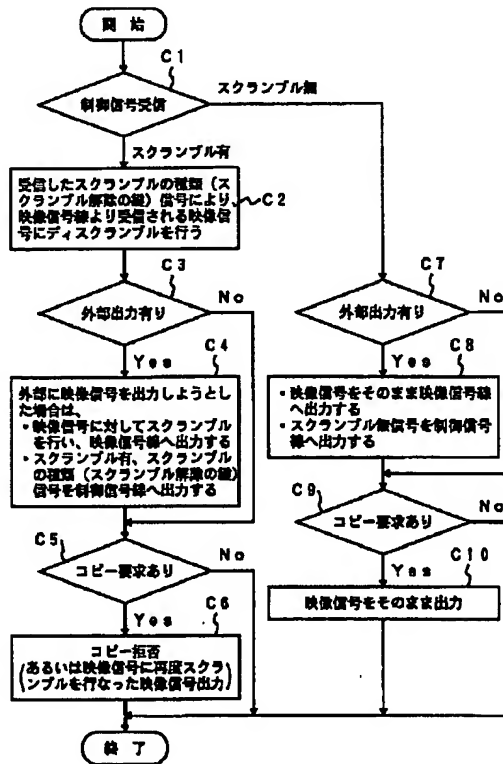 開始
C1
制御信号受信
スクランブル無
スクランブル有
受信したスクランブルの種類(ス
クランブル解除の鍵)信号により
映像信号線より受信される映像信
号にディスクランブルを行う
C2
C3
外部出力有り
No
Yes
C4
外部に映像信号を出力しようとし
た場合は、
・映像信号に対してスクランブル
を行い、映像信号線へ出力する
・スクランブル有、スクランブル
の種類(スクランブル解除の鍵)
信号を制御信号線へ出力する
C5
コピー要求あり
No
Yes
C6
コピー拒否
(あるいは映像信号に再度スクラ
ンブルを行なった映像信号出力)
終了
C7
外部出力有り
No
Yes
C8
・映像信号をそのまま映像信号線
へ出力する
・スクランブル無信号を制御信号
線へ出力する
C9
コピー要求あり
No
Yes
C10
映像信号をそのまま出力